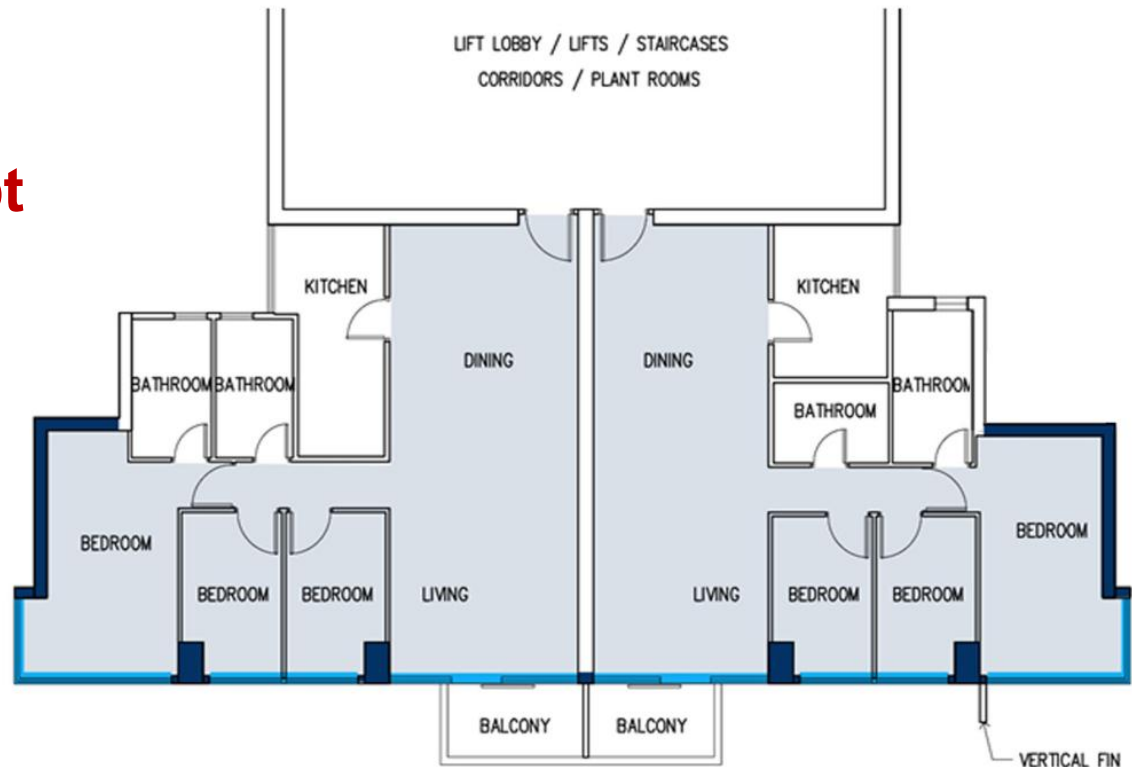 LIFT LOBBY / LIFTS / STAIRCASES
CORRIDORS / PLANT ROOMS
KITCHEN
KITCHEN
DINING
DINING
BATHROOM
BATHROOM
BATHROOM
BATHROOM
BEDROOM
BEDROOM
BEDROOM
BEDROOM
LIVING
LIVING
BEDROOM
BEDROOM
BALCONY
BALCONY
VERTICAL FIN